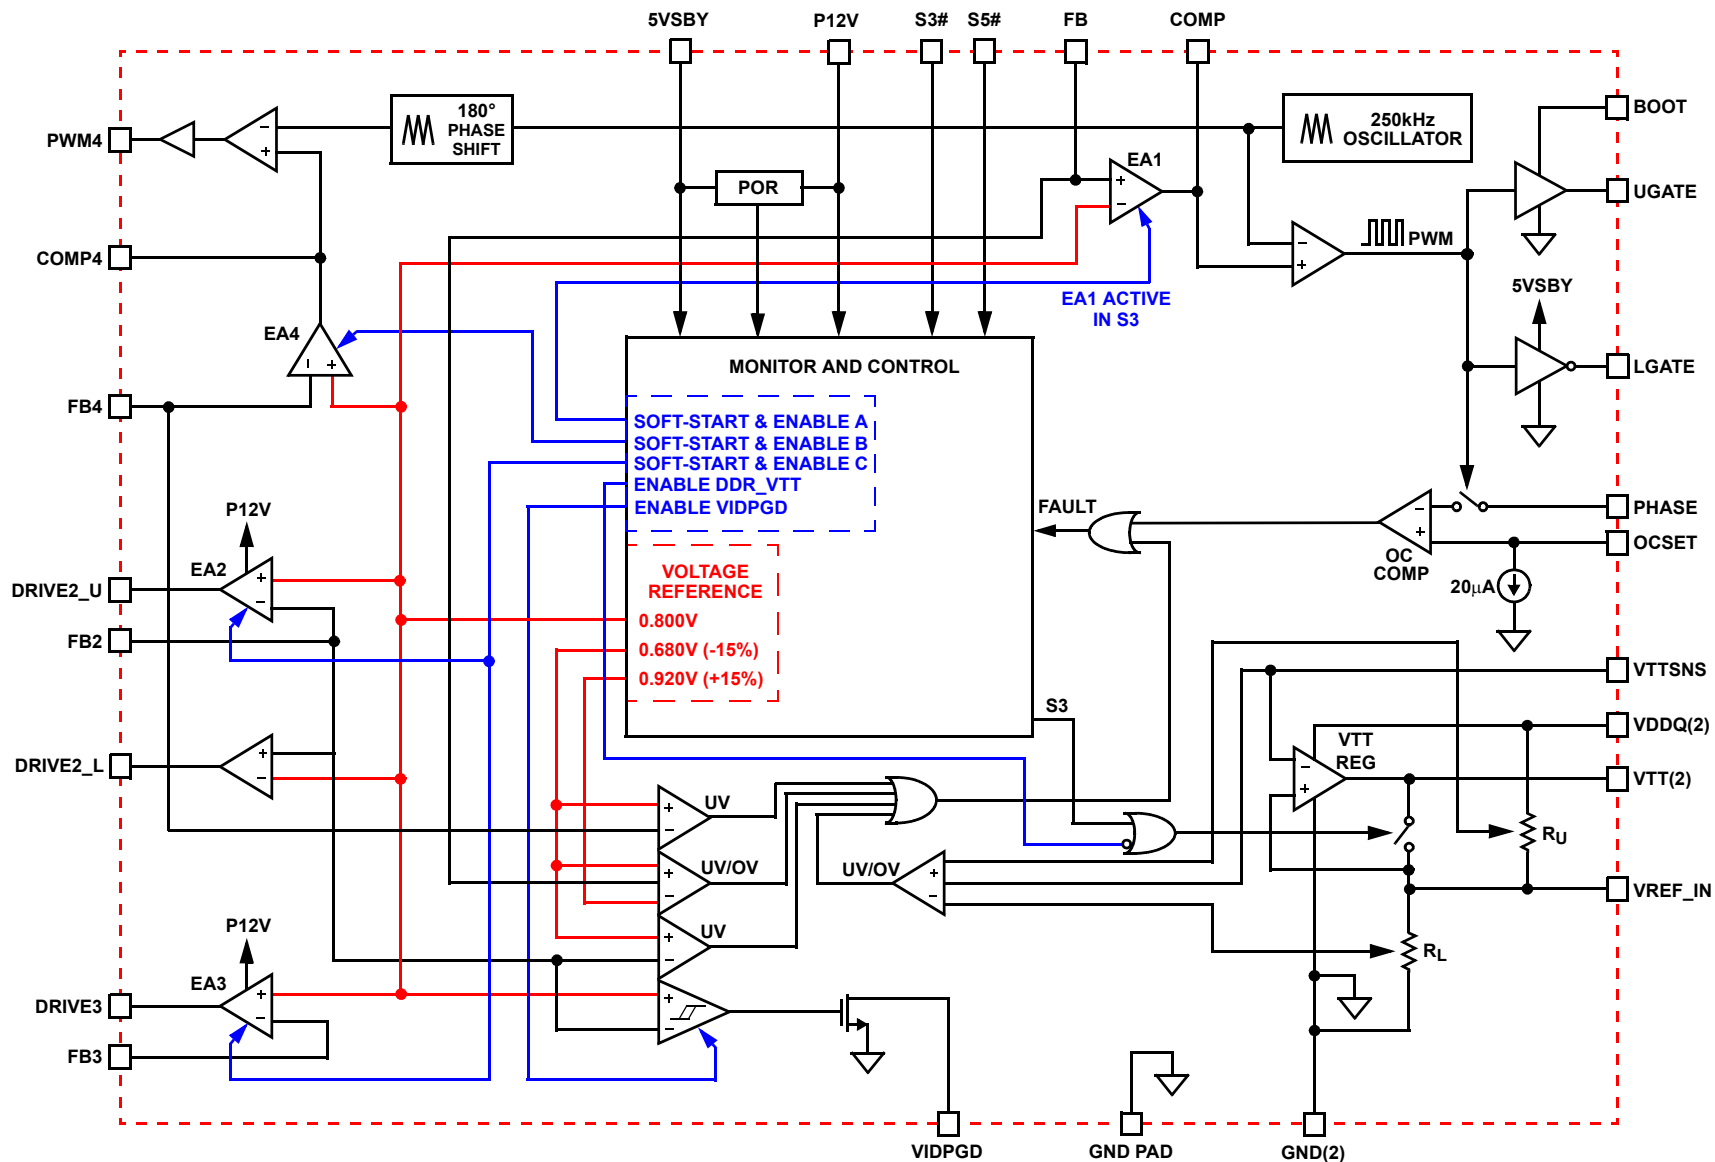 5VSBY
P12V
S3#
S5#
FB
COMP
BOOT
PWM4
180°
PHASE
SHIFT
250kHz
OSCILLATOR
EA1
+
−
POR
UGATE
PWM
COMP4
EA1 ACTIVE
IN S3
5VSBY
EA4
MONITOR AND CONTROL
LGATE
FB4
SOFT-START & ENABLE A
SOFT-START & ENABLE B
SOFT-START & ENABLE C
ENABLE DDR_VTT
ENABLE VIDPGD
P12V
FAULT
PHASE
OCSET
OC
COMP
EA2
VOLTAGE
REFERENCE
20µA
DRIVE2_U
0.800V
FB2
0.680V (-15%)
0.920V (+15%)
VTTSNS
S3
VDDQ(2)
VTT
REG
DRIVE2_L
VTT(2)
UV
UV/OV
UV/OV
RU
VREF_IN
P12V
UV
RL
EA3
DRIVE3
FB3
VIDPGD
GND PAD
GND(2)